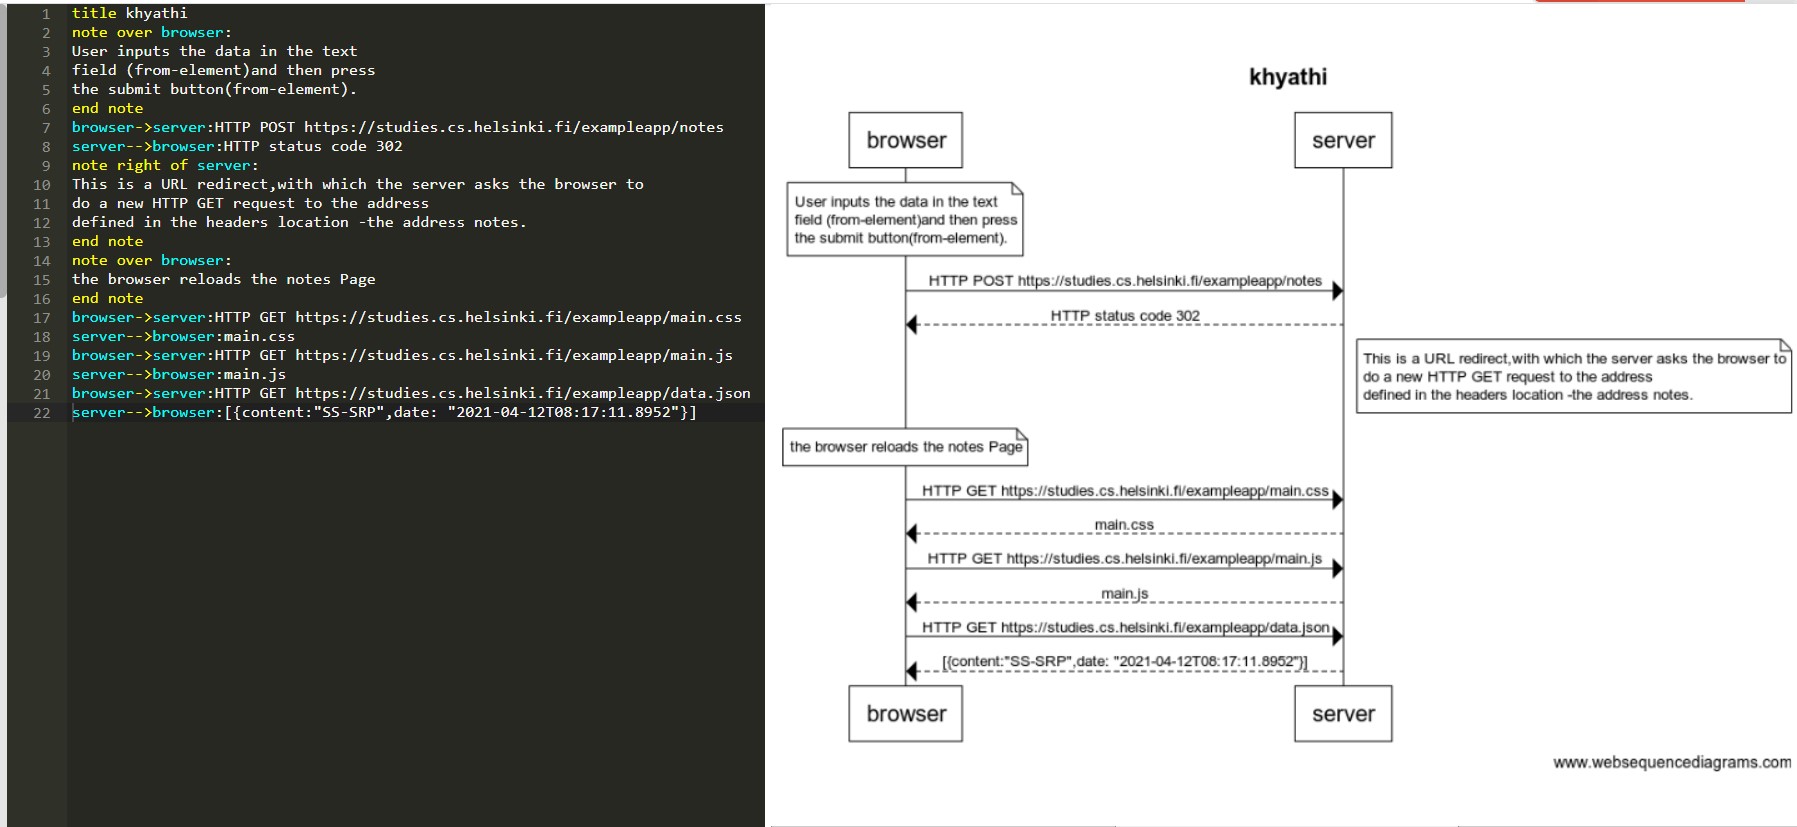 1 title khyathi
2 note over browser:
3 User inputs the data in the text
4 field (from-element)and then press
5 the submit button(from-element).
6 end note
7 browser->server:HTTP POST https://studies.cs.helsinki.fi/exampleapp/notes
8 server-->browser:HTTP status code 302
9 note right of server:
10 This is a URL redirect,with which the server asks the browser to
11 do a new HTTP GET request to the address
12 defined in the headers location -the address notes.
13 end note
14 note over browser:
15 the browser reloads the notes Page
16 end note
17 browser->server:HTTP GET https://studies.cs.helsinki.fi/exampleapp/main.css
18 server-->browser:main.css
19 browser->server:HTTP GET https://studies.cs.helsinki.fi/exampleapp/main.js
20 server-->browser:main.js
21 browser->server:HTTP GET https://studies.cs.helsinki.fi/exampleapp/data.json
22 server-->browser:[{content:"SS-SRP",date: "2021-04-12T08:17:11.8952"}]
khyathi
browser
server
User inputs the data in the text
field (from-element)and then press
the submit button(from-element).
HTTP POST https://studies.cs.helsinki.fi/exampleapp/notes
HTTP status code 302
This is a URL redirect,with which the server asks the browser to
do a new HTTP GET request to the address
defined in the headers location -the address notes.
the browser reloads the notes Page
HTTP GET https://studies.cs.helsinki.fi/exampleapp/main.css
main.css
HTTP GET https://studies.cs.helsinki.fi/exampleapp/main.js
main.js
HTTP GET https://studies.cs.helsinki.fi/exampleapp/data.json
[{content:"SS-SRP",date: "2021-04-12T08:17:11.8952"}]
browser
server
www.websequencediagrams.com